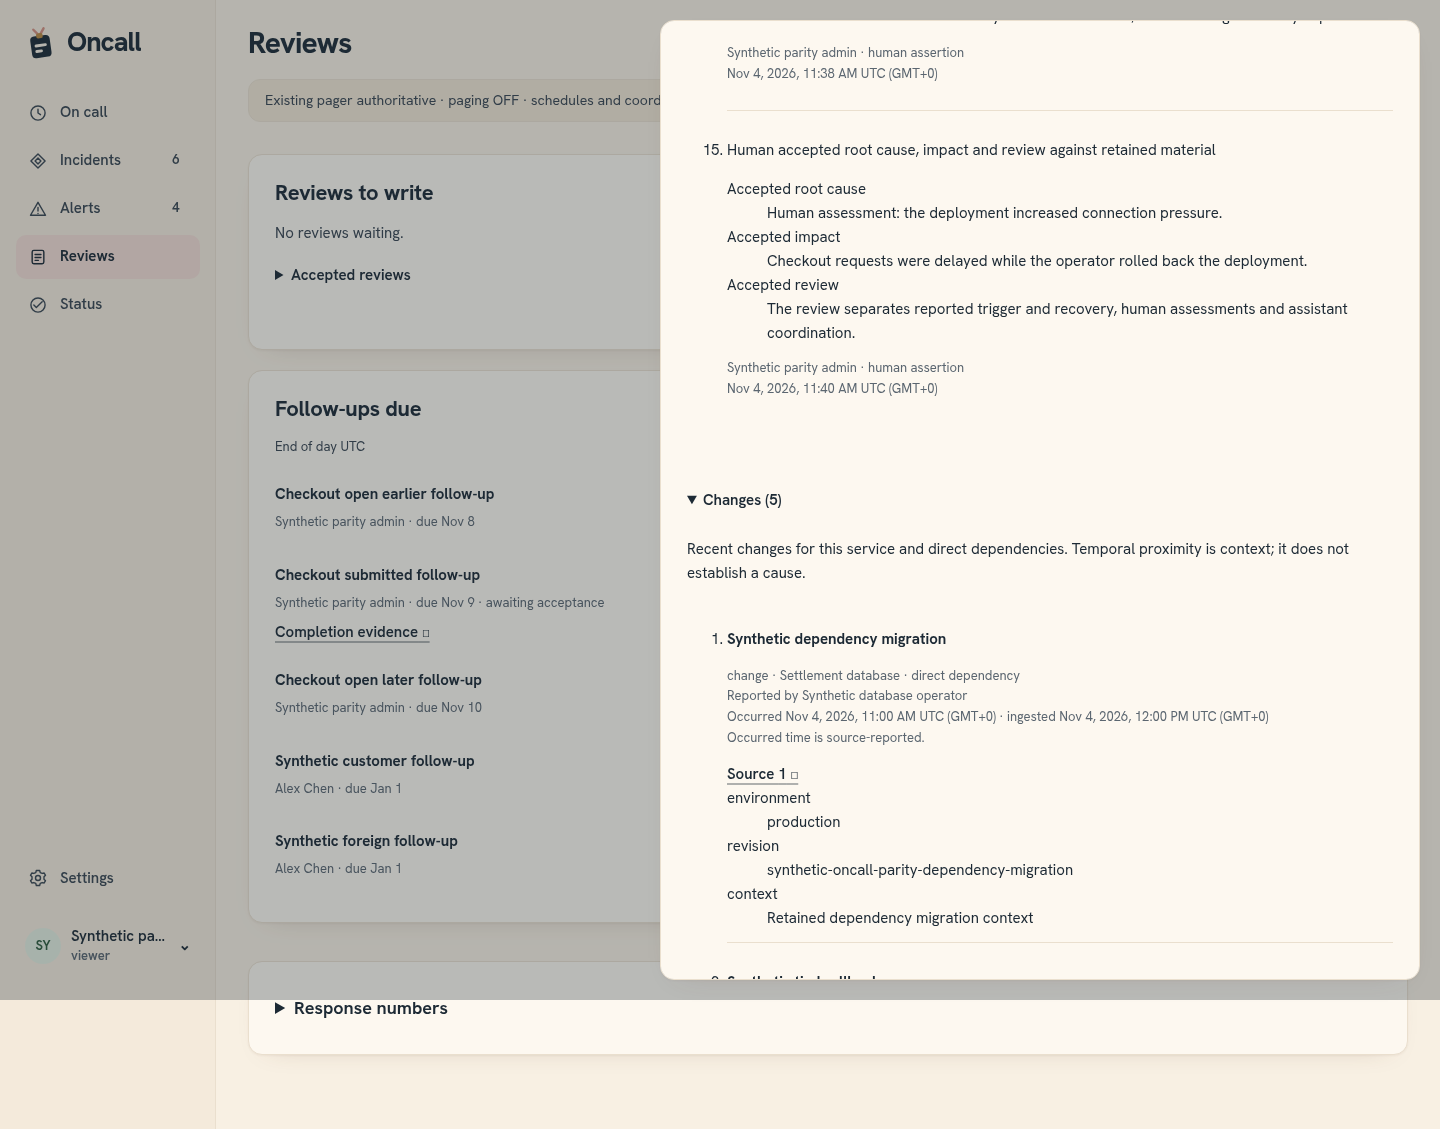 Oncall
On call
Incidents 6
Alerts 4
Reviews
Status
Settings
SY
Synthetic pa...
viewer
Reviews
Existing pager authoritative · paging OFF · schedules and coord
Reviews to write
No reviews waiting.
Accepted reviews
Follow-ups due
End of day UTC
Checkout open earlier follow-up
Synthetic parity admin · due Nov 8
Checkout submitted follow-up
Synthetic parity admin · due Nov 9 · awaiting acceptance
Completion evidence
Checkout open later follow-up
Synthetic parity admin · due Nov 10
Synthetic customer follow-up
Alex Chen · due Jan 1
Synthetic foreign follow-up
Alex Chen · due Jan 1
Response numbers
Synthetic parity admin · human assertion
Nov 4, 2026, 11:38 AM UTC (GMT+0)
15. Human accepted root cause, impact and review against retained material
Accepted root cause
Human assessment: the deployment increased connection pressure.
Accepted impact
Checkout requests were delayed while the operator rolled back the deployment.
Accepted review
The review separates reported trigger and recovery, human assessments and assistant
coordination.
Synthetic parity admin · human assertion
Nov 4, 2026, 11:40 AM UTC (GMT+0)
Changes (5)
Recent changes for this service and direct dependencies. Temporal proximity is context; it does not
establish a cause.
1. Synthetic dependency migration
change · Settlement database · direct dependency
Reported by Synthetic database operator
Occurred Nov 4, 2026, 11:00 AM UTC (GMT+0) · ingested Nov 4, 2026, 12:00 PM UTC (GMT+0)
Occurred time is source-reported.
Source 1
environment
production
revision
synthetic-oncall-parity-dependency-migration
context
Retained dependency migration context